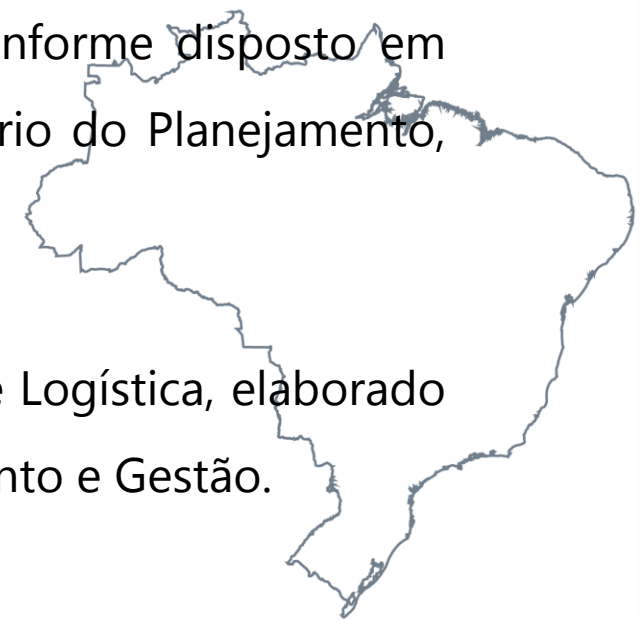 nforme disposto em
rio do Planejamento,
e Logística, elaborado
nto e Gestão.